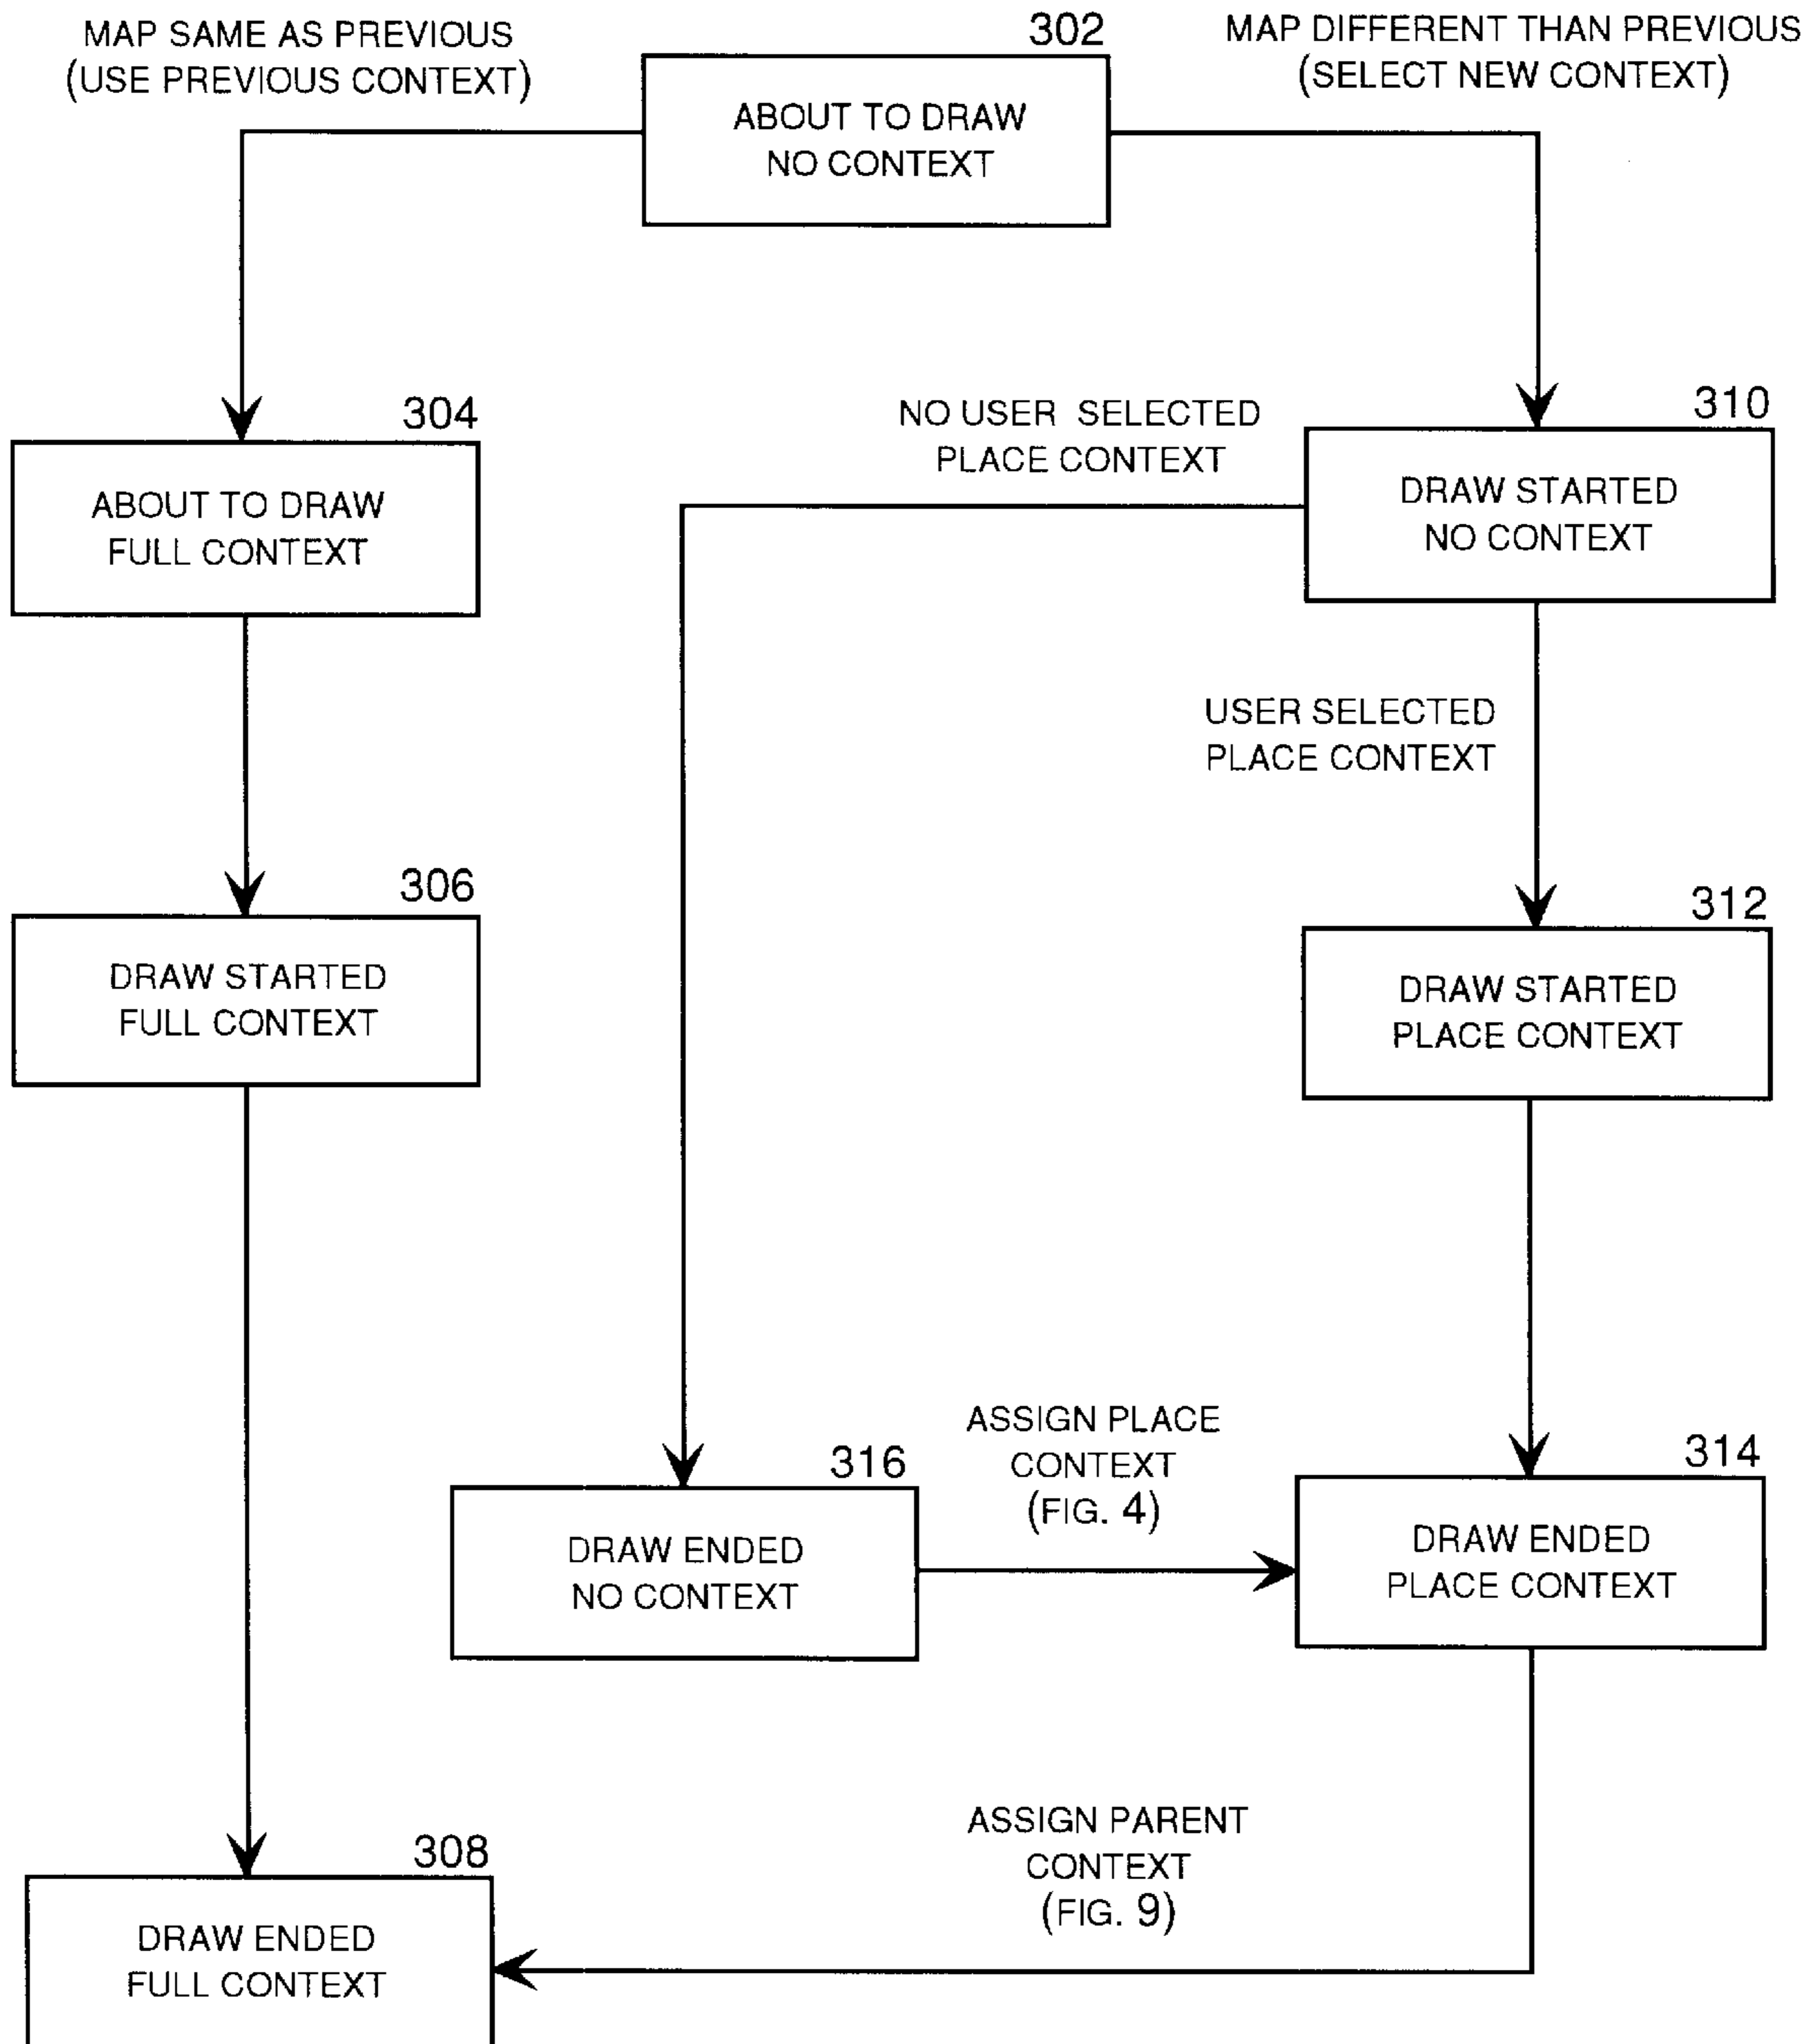 MAP SAME AS PREVIOUS
(USE PREVIOUS CONTEXT)
302
MAP DIFFERENT THAN PREVIOUS
(SELECT NEW CONTEXT)
ABOUT TO DRAW
NO CONTEXT
304
ABOUT TO DRAW
FULL CONTEXT
NO USER SELECTED
PLACE CONTEXT
310
DRAW STARTED
NO CONTEXT
USER SELECTED
PLACE CONTEXT
306
DRAW STARTED
FULL CONTEXT
312
DRAW STARTED
PLACE CONTEXT
316
DRAW ENDED
NO CONTEXT
ASSIGN PLACE
CONTEXT
(FIG. 4)
314
DRAW ENDED
PLACE CONTEXT
308
DRAW ENDED
FULL CONTEXT
ASSIGN PARENT
CONTEXT
(FIG. 9)